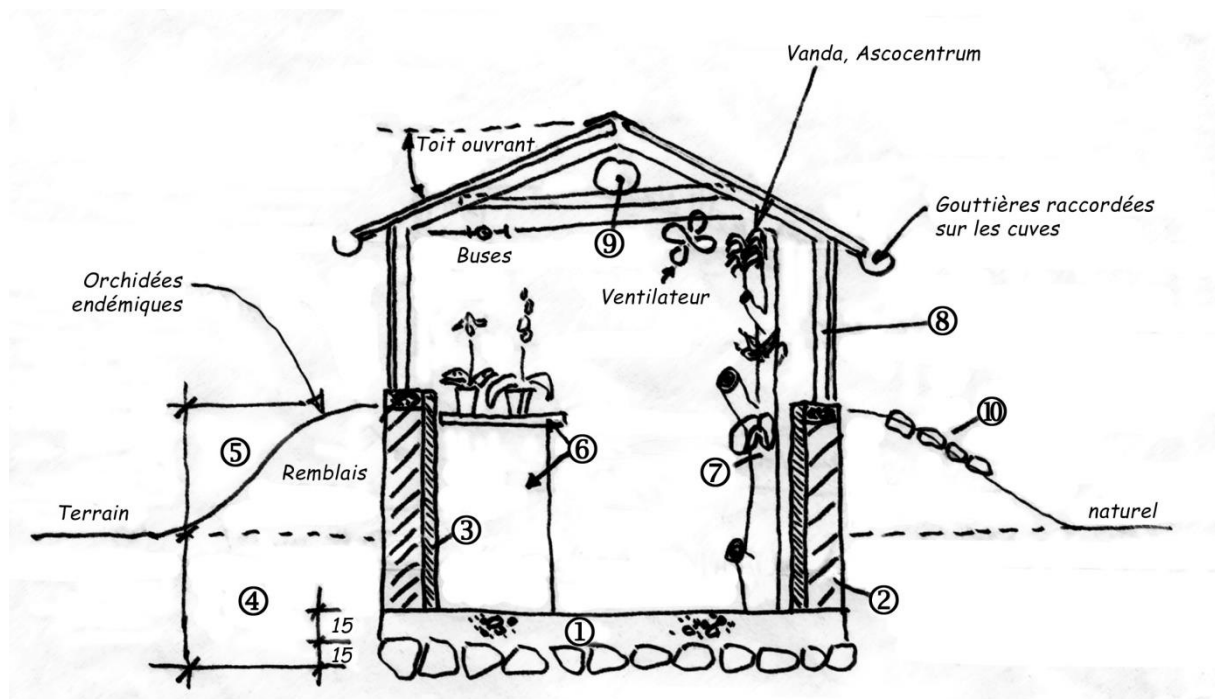 Vanda, Ascocentrum
Toit ouvrant
⑨
Gouttières raccordées
sur les cuves
Buses
Ventilateur
Orchidées
endémiques
⑧
⑩
⑤
⑥
Remblais
⑦
Terrain
naturel
③
④
②
15
①
15